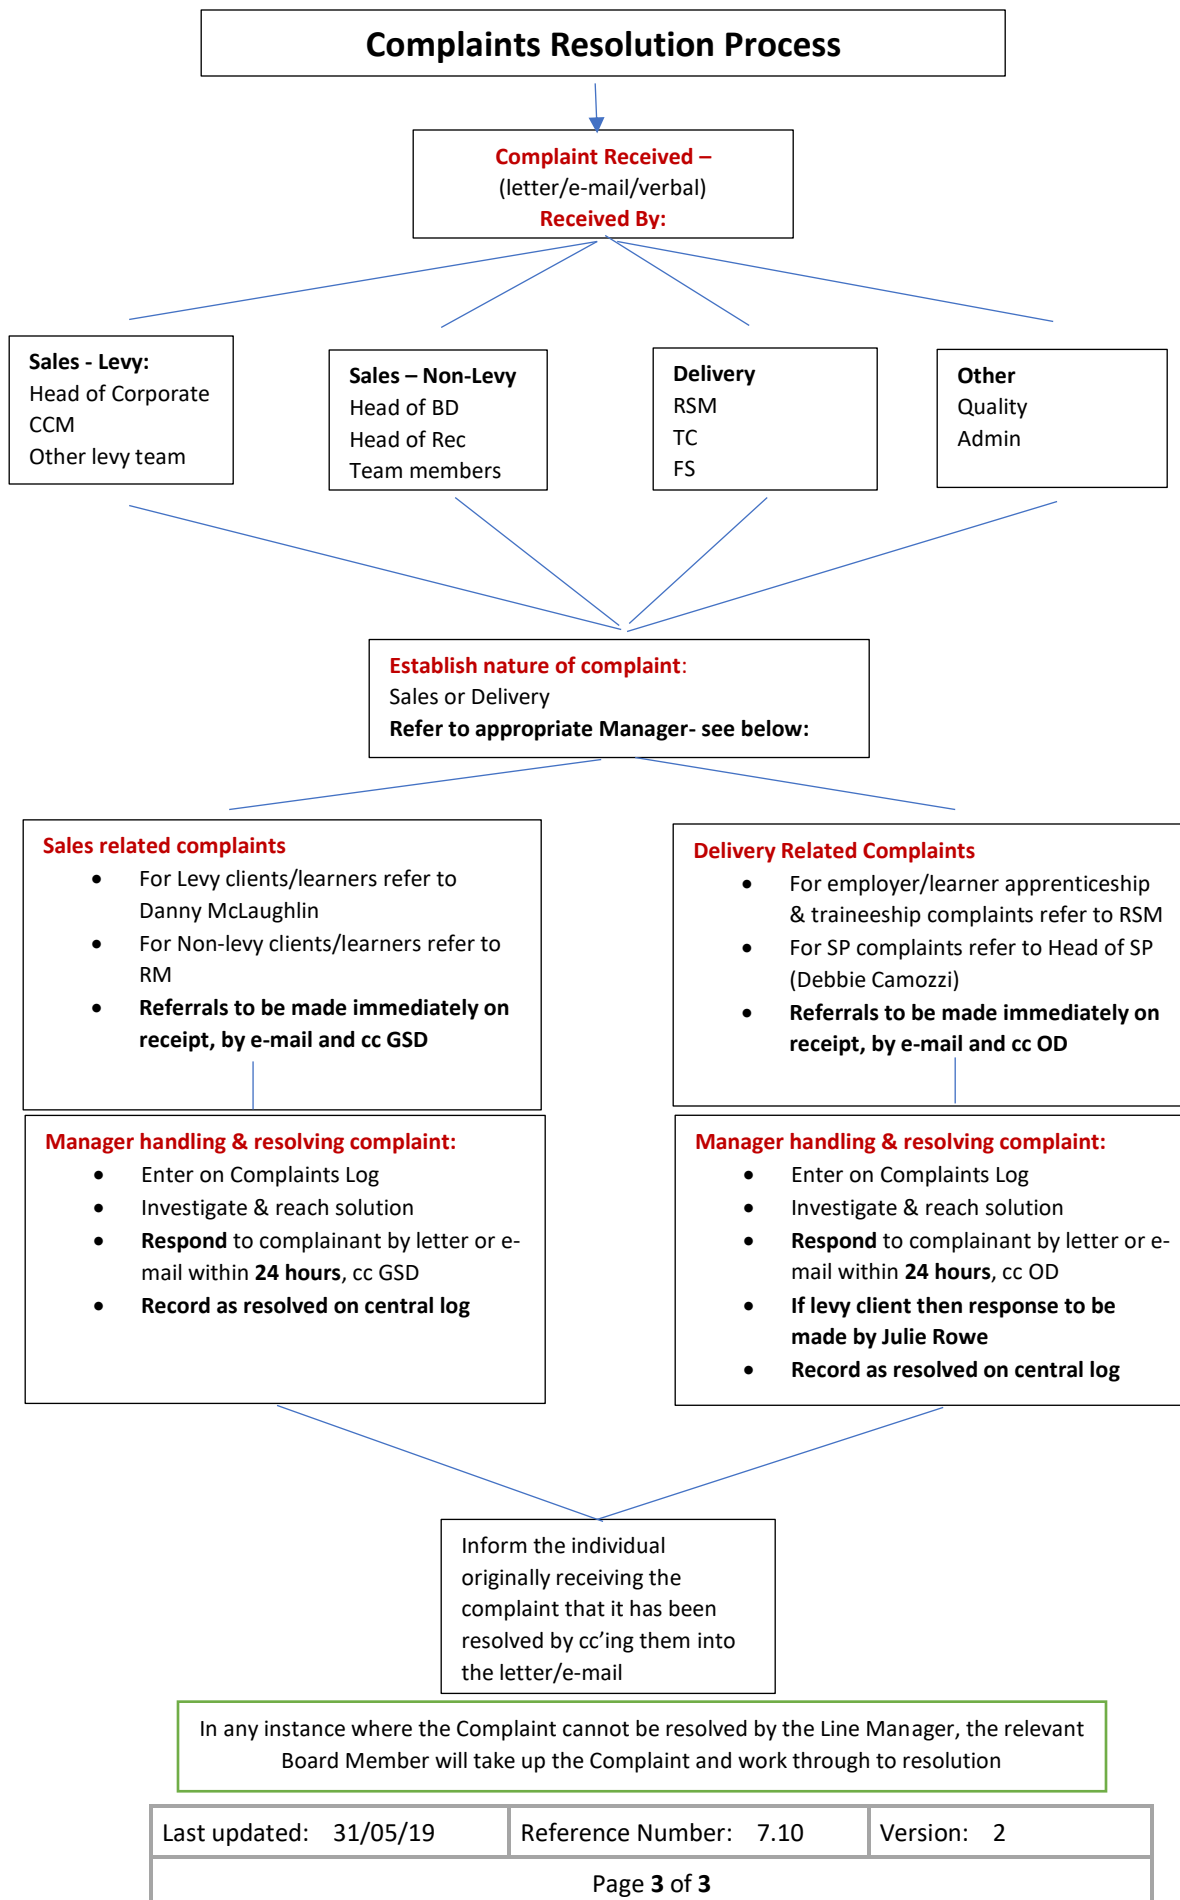 Complaints Resolution Process
Complaint Received –
(letter/e-mail/verbal)
Received By:
Sales - Levy:
Head of Corporate
CCM
Other levy team
Sales – Non-Levy
Head of BD
Head of Rec
Team members
Delivery
RSM
TC
FS
Other
Quality
Admin
Establish nature of complaint:
Sales or Delivery
Refer to appropriate Manager- see below:
Sales related complaints
• For Levy clients/learners refer to
Danny McLaughlin
• For Non-levy clients/learners refer to
RM
• Referrals to be made immediately on
receipt, by e-mail and cc GSD
Delivery Related Complaints
• For employer/learner apprenticeship
& traineeship complaints refer to RSM
• For SP complaints refer to Head of SP
(Debbie Camozzi)
• Referrals to be made immediately on
receipt, by e-mail and cc OD
Manager handling & resolving complaint:
• Enter on Complaints Log
• Investigate & reach solution
• Respond to complainant by letter or e-
mail within 24 hours, cc GSD
• Record as resolved on central log
Manager handling & resolving complaint:
• Enter on Complaints Log
• Investigate & reach solution
• Respond to complainant by letter or e-
mail within 24 hours, cc OD
• If levy client then response to be
made by Julie Rowe
• Record as resolved on central log
Inform the individual
originally receiving the
complaint that it has been
resolved by cc’ing them into
the letter/e-mail
In any instance where the Complaint cannot be resolved by the Line Manager, the relevant
Board Member will take up the Complaint and work through to resolution
Last updated: 31/05/19
Reference Number: 7.10
Version: 2
Page 3 of 3